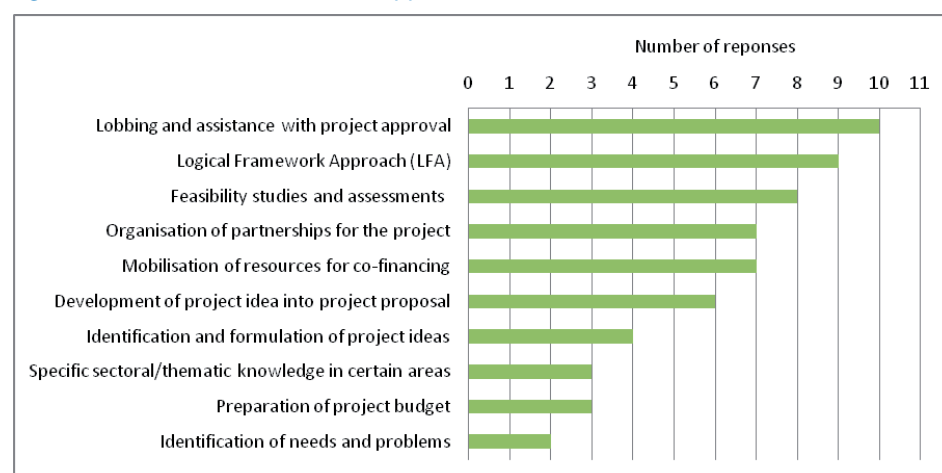 Number of reponses
0 1 2 3 4 5 6 7 8 9 10 11
Lobbing and assistance with project approval
Logical Framework Approach (LFA)
Feasibility studies and assessments
Organisation of partnerships for the project
Mobilisation of resources for co-financing
Development of project idea into project proposal
Identification and formulation of project ideas
Specific sectoral/thematic knowledge in certain areas
Preparation of project budget
Identification of needs and problems